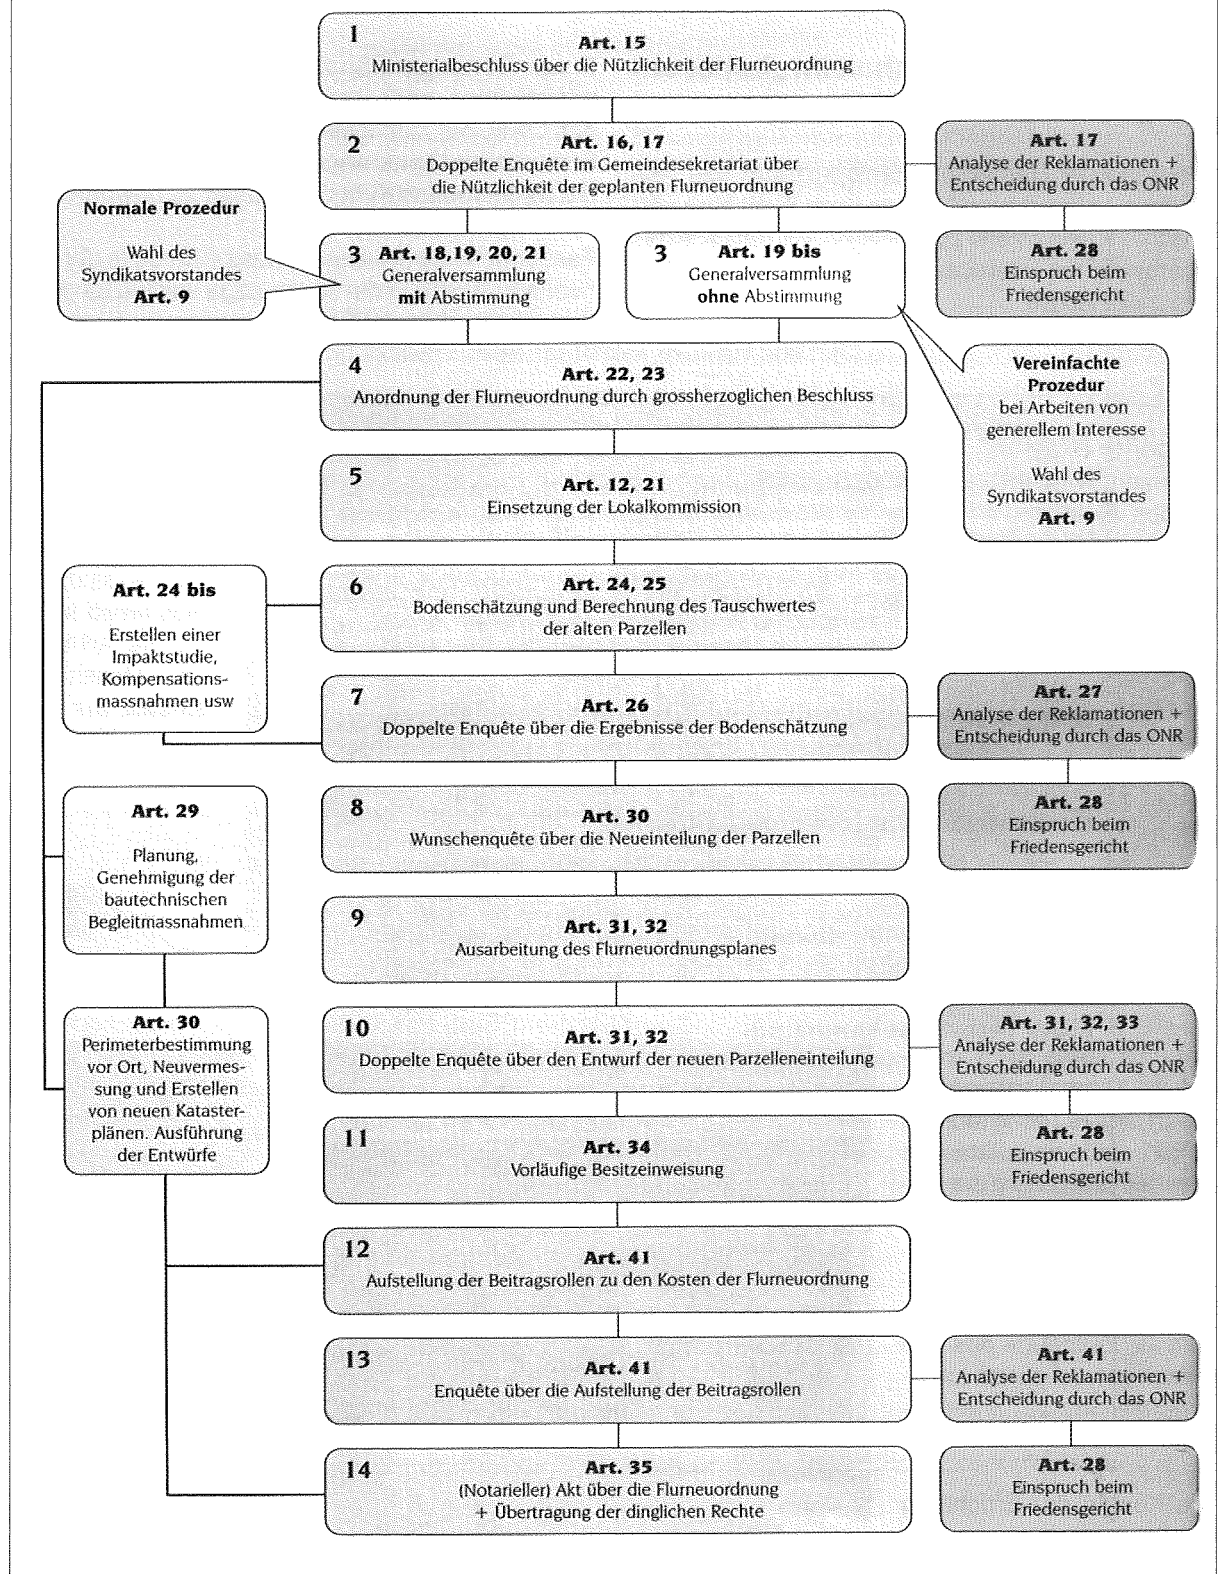 1
Art. 15
Ministerialbeschluss über die Nützlichkeit der Flurneuordnung
2
Art. 16, 17
Doppelte Enquête im Gemeindesekretariat über
die Nützlichkeit der geplanten Flurneuordnung
Art. 17
Analyse der Reklamationen +
Entscheidung durch das ONR
Normale Prozedur
Wahl des
Syndikatsvorstandes
Art. 9
3 Art. 18,19, 20, 21
Generalversammlung
mit Abstimmung
3 Art. 19 bis
Generalversammlung
ohne Abstimmung
Art. 28
Einspruch beim
Friedensgericht
Vereinfachte
Prozedur
bei Arbeiten von
generellem Interesse
Wahl des
Syndikatsvorstandes
Art. 9
4
Art. 22, 23
Anordnung der Flurneuordnung durch grossherzoglichen Beschluss
5
Art. 12, 21
Einsetzung der Lokalkommission
Art. 24 bis
Erstellen einer
Impaktstudie,
Kompensations-
massnahmen usw
6
Art. 24, 25
Bodenschätzung und Berechnung des Tauschwertes
der alten Parzellen
7
Art. 26
Doppelte Enquête über die Ergebnisse der Bodenschätzung
Art. 27
Analyse der Reklamationen +
Entscheidung durch das ONR
Art. 29
Planung,
Genehmigung der
bautechnischen
Begleitmassnahmen
8
Art. 30
Wunschenquête über die Neueinteilung der Parzellen
Art. 28
Einspruch beim
Friedensgericht
9
Art. 31, 32
Ausarbeitung des Flurneuordnungsplanes
Art. 30
Perimeterbestimmung
vor Ort, Neuvermes-
sung und Erstellen
von neuen Kataster-
plänen. Ausführung
der Entwürfe
10
Art. 31, 32
Doppelte Enquête über den Entwurf der neuen Parzelleneinteilung
Art. 31, 32, 33
Analyse der Reklamationen +
Entscheidung durch das ONR
11
Art. 34
Vorläufige Besitzeinweisung
Art. 28
Einspruch beim
Friedensgericht
12
Art. 41
Aufstellung der Beitragsrollen zu den Kosten der Flurneuordnung
13
Art. 41
Enquête über die Aufstellung der Beitragsrollen
Art. 41
Analyse der Reklamationen +
Entscheidung durch das ONR
14
Art. 35
(Notarieller) Akt über die Flurneuordnung
+ Übertragung der dinglichen Rechte
Art. 28
Einspruch beim
Friedensgericht